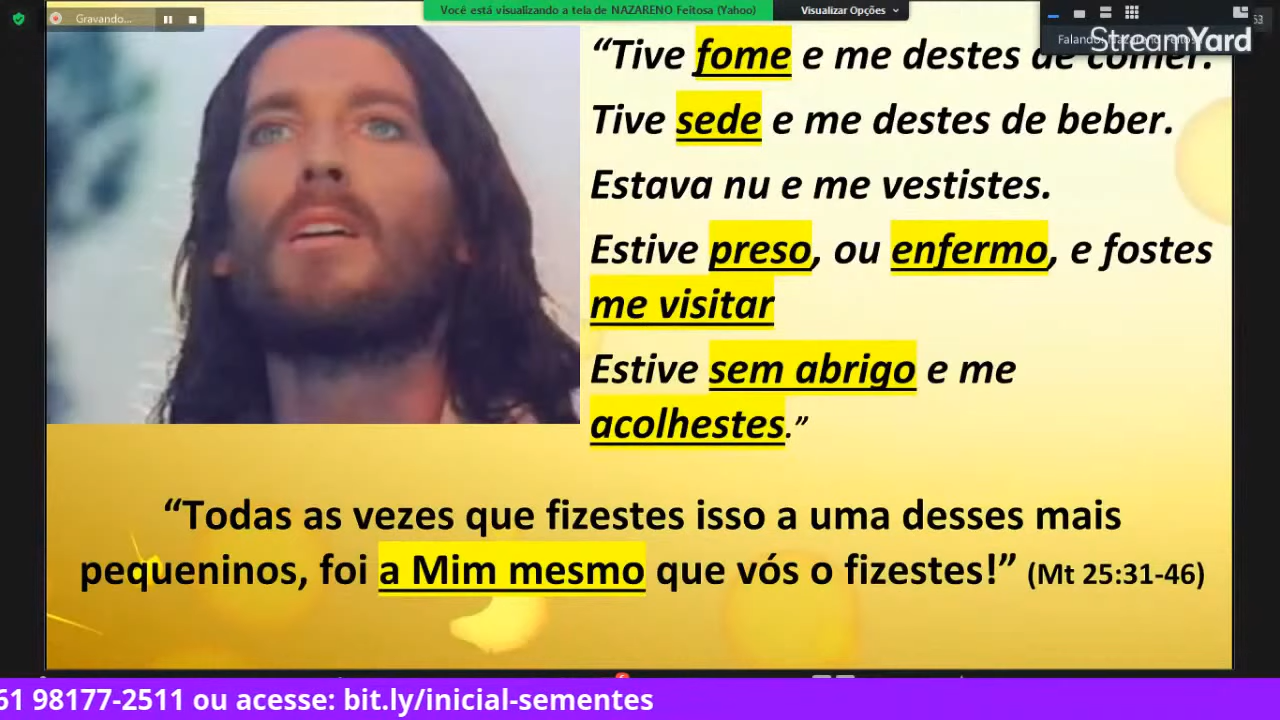 Gravando...
Você está visualizando a tela de NAZARENO Feitosa (Yahoo)
Visualizar Opções
53
StreamYard
“Tive fome e me destes de comer.
Tive sede e me destes de beber.
Estava nu e me vestistes.
Estive preso, ou enfermo, e fostes
me visitar
Estive sem abrigo e me
acolhestes.”
“Todas as vezes que fizestes isso a uma desses mais
pequeninos, foi a Mim mesmo que vós o fizestes!” (Mt 25:31-46)
61 98177-2511 ou acesse: bit.ly/inicial-sementes